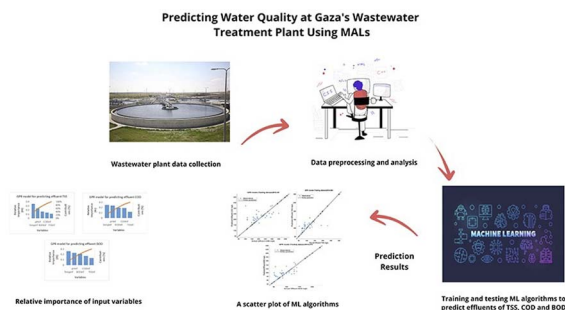 Predicting Water Quality at Gaza's Wastewater
Treatment Plant Using MALs
Wastewater plant data collection
Data preprocessing and analysis
MACHINE LEARNING
Prediction
Results
Relative importance of input variables
A scatter plot of ML algorithms
Training and testing ML algorithms to
predict effluents of TSS, COD and BOD